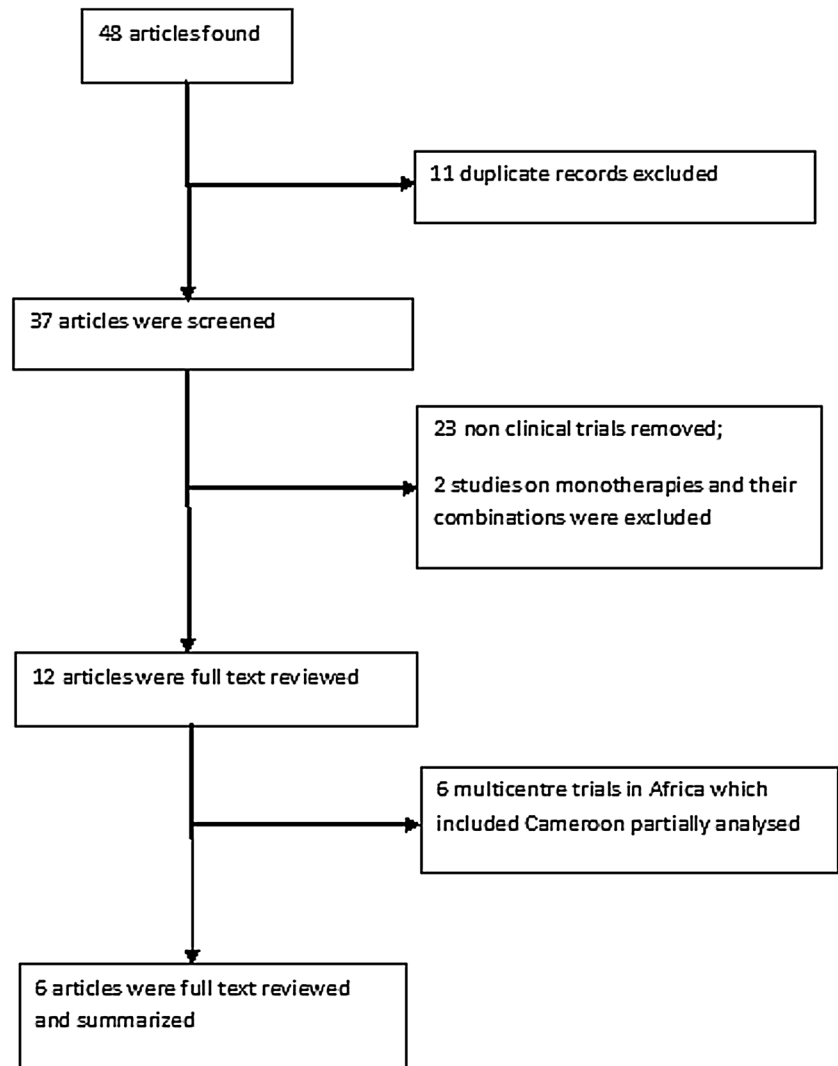 48 articles found
11 duplicate records excluded
37 articles were screened
23 non clinical trials removed;
2 studies on monotherapies and their
combinations were excluded
12 articles were full text reviewed
6 multicentre trials in Africa which
included Cameroon partially analysed
6 articles were full text reviewed
and summarized